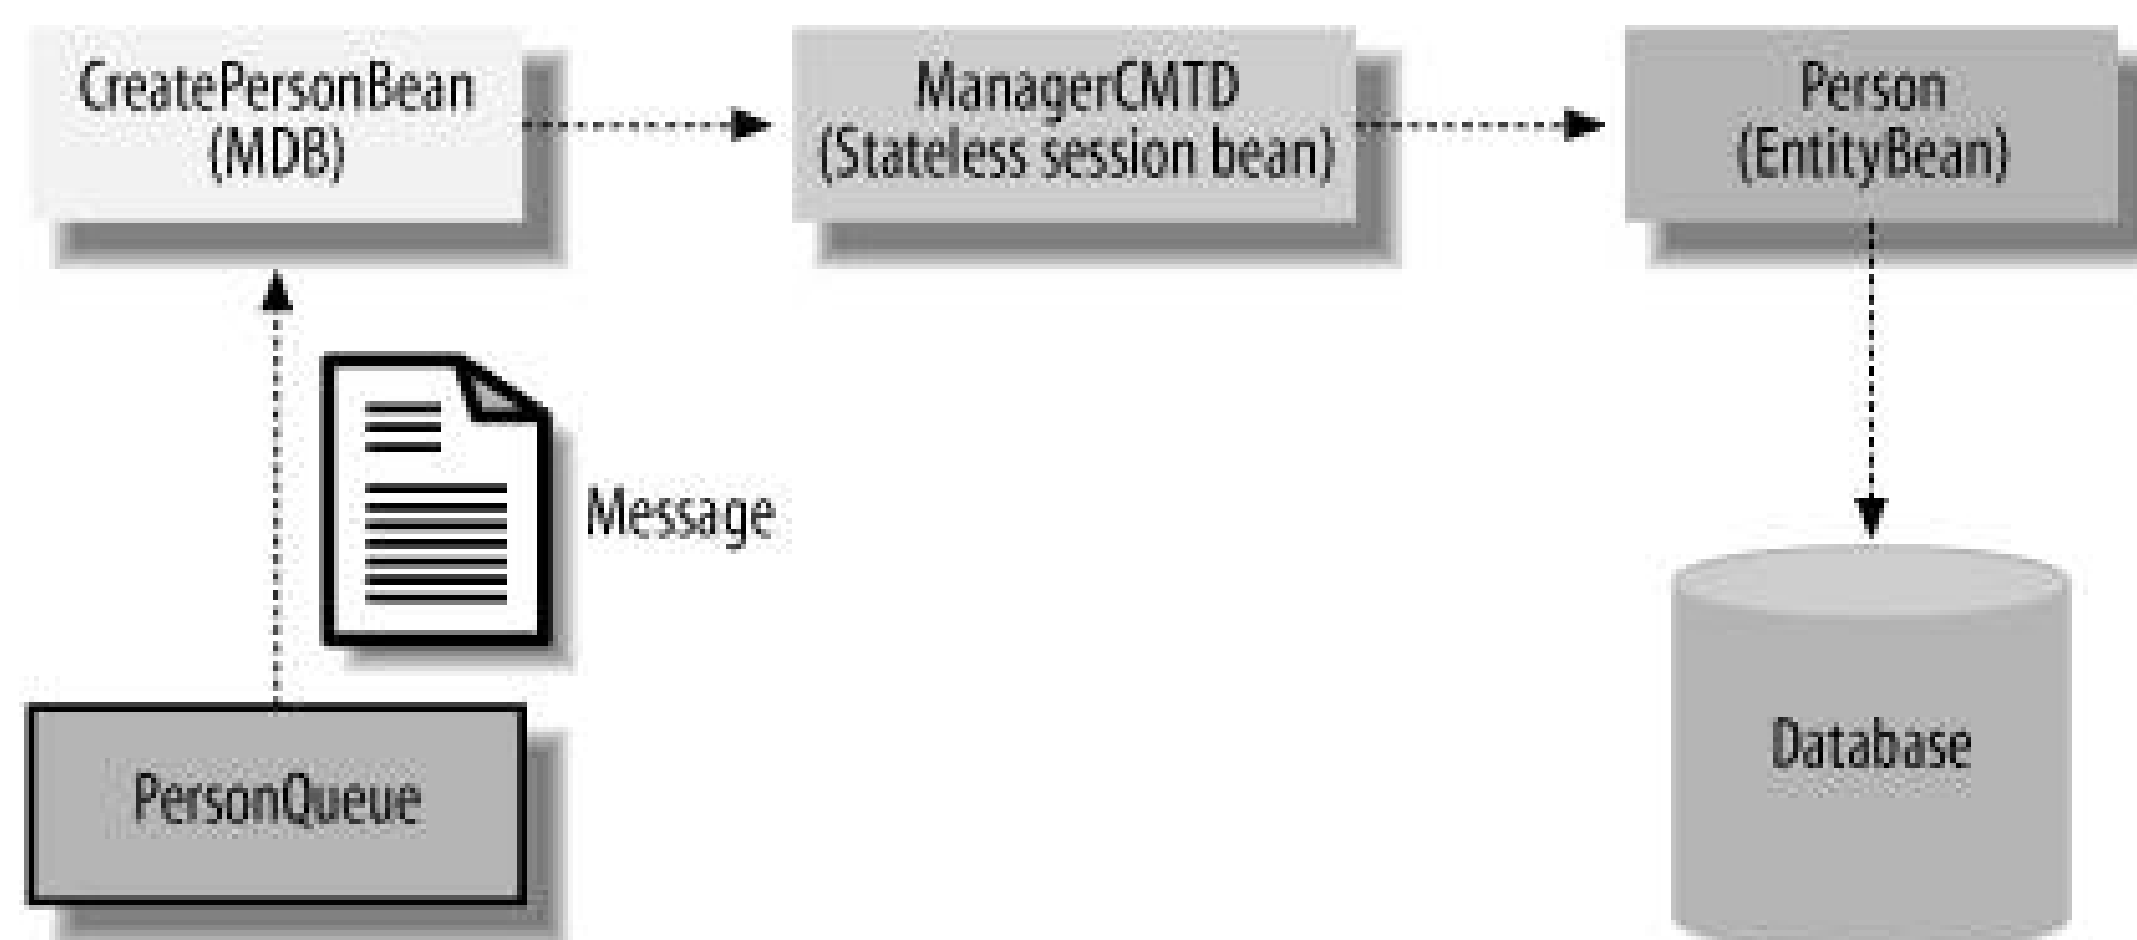 CreatePersonBean
(MDB)
ManagerCMTD
(Stateless session bean)
Person
(EntityBean)
Message
PersonQueue
Database